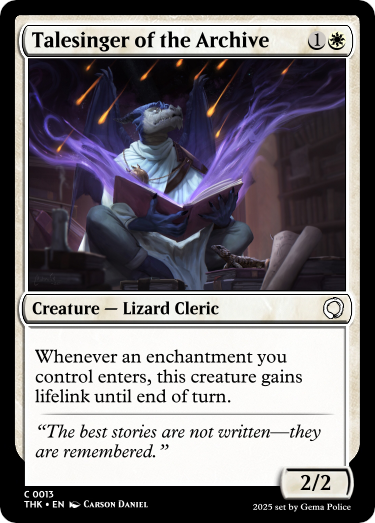 Talesinger of the Archive 1
Creature — Lizard Cleric
Whenever an enchantment you
control enters, this creature gains
lifelink until end of turn.
“The best stories are not written—they
are remembered.”
2/2
C 0013
THK • EN Carson Daniel
2025 set by Gema Police